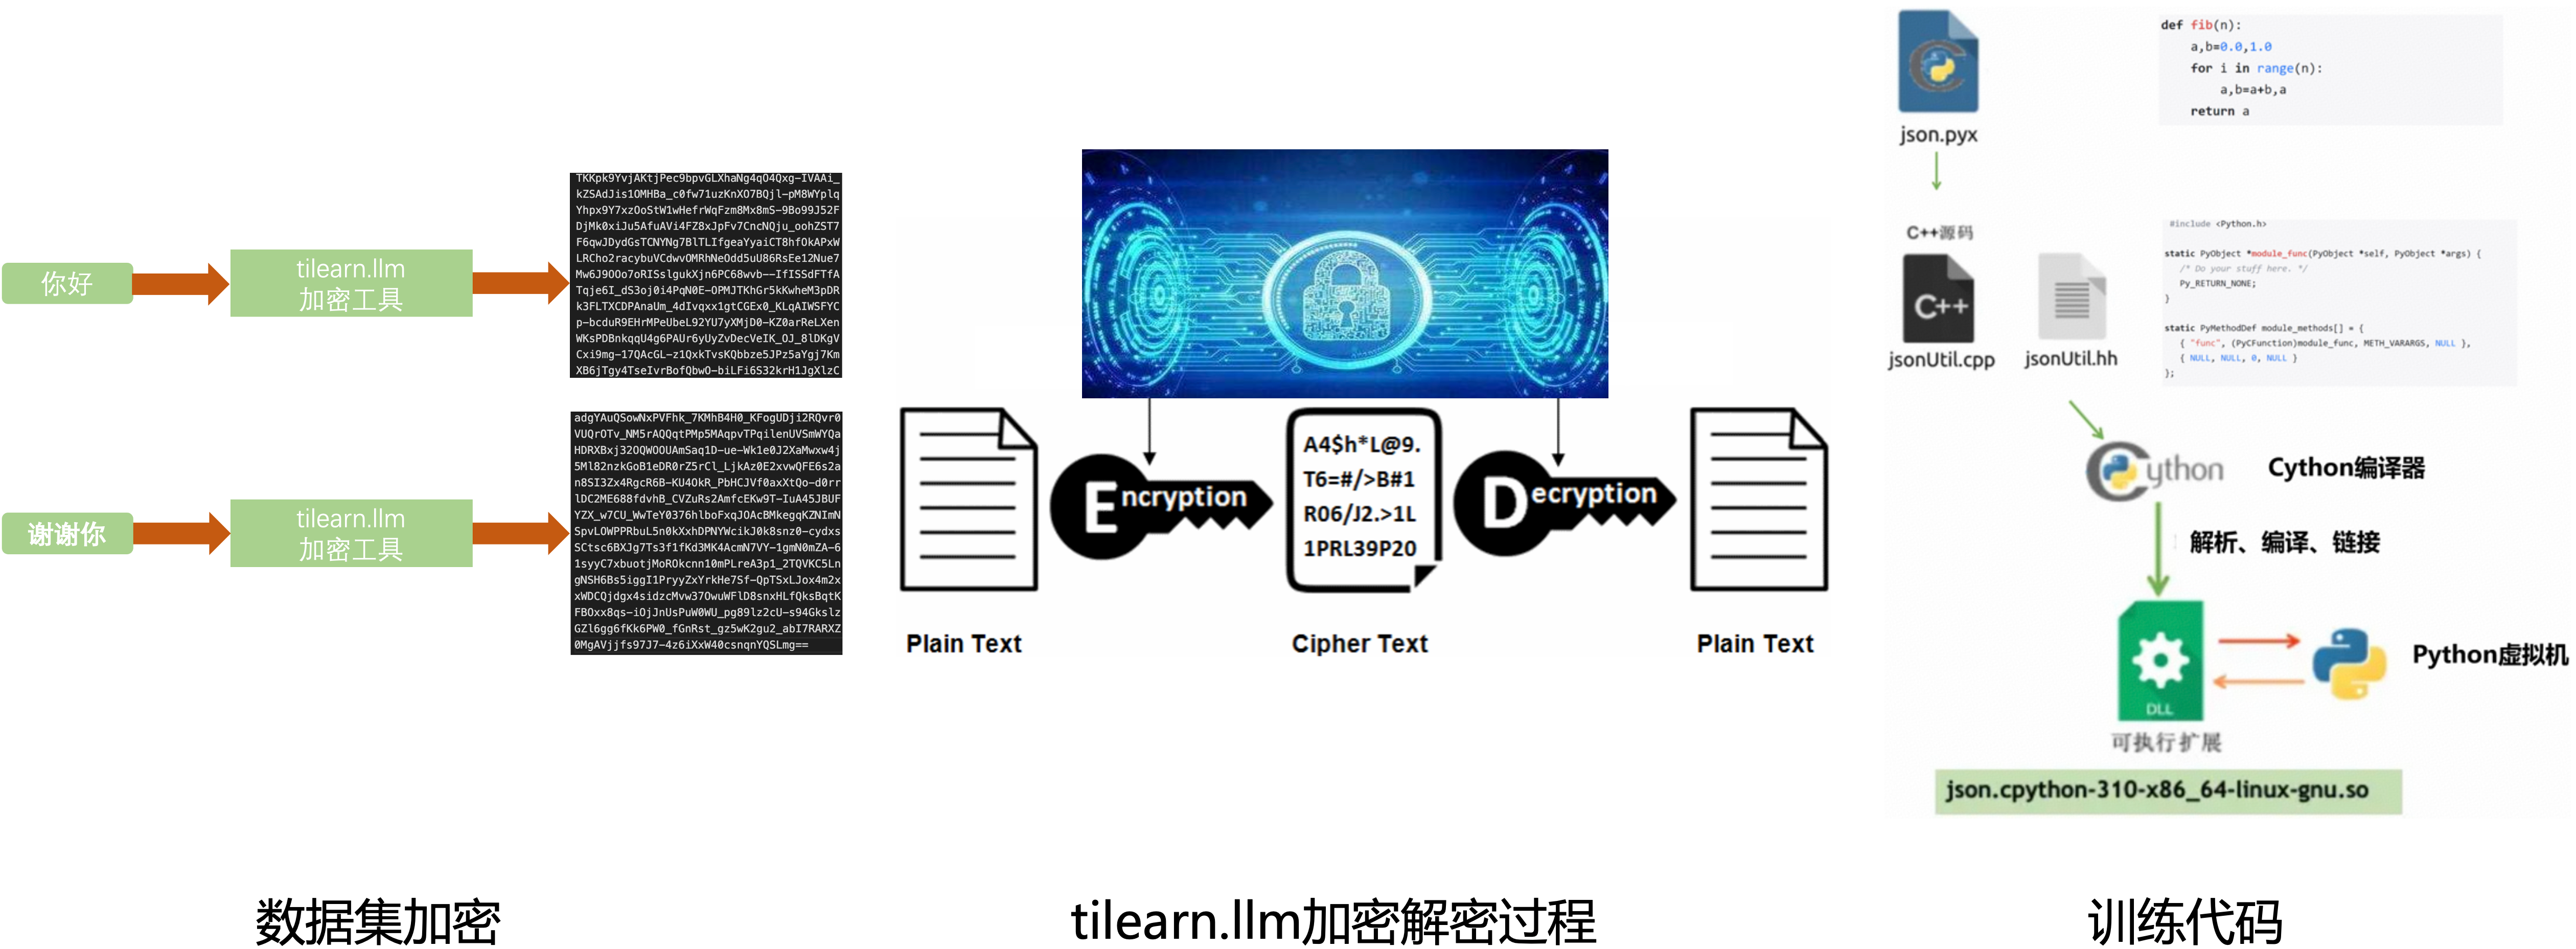 你好
tilearn.llm
加密工具
TKKpk9YvjAKtjPec9bpvGLXhaNg4qO4Qxg-IVAAi_
kZSAdJis1OMHBa_c0fw71uzKnXO7BQjl-pM8WYplq
Yhpx9Y7xzOoStW1wHefrWqFzm8Mx8mS-9Bo99J52F
DjMk0xiJu5AfuAVi4FZ8xJpFv7CncNQju_oohZST7
F6qwJDydGsTCNYNg7BlTLIfgeaYyaiCT8hfOkAPxW
LRCho2racybuVCdwvOMRhNeOdd5uU86RsEe12Nue7
Mw6J9OOo7oRISslgukXjn6PC68wvb--IfISSdFTfA
Tqje6I_dS3oj0i4PqN0E-OPMJTKhGr5kKwheM3pDR
k3FLTXCDPAnaUm_4dIvqxx1gtCGEx0_KLqAIWSFYC
p-bcduR9EHrMPeUbeL92YU7yXMjD0-KZ0arReLXen
WKsPDBnkqqU4g6PAUr6yUyZvDecVeIK_OJ_8lDKgV
Cxi9mg-17QAcGL-z1QxkTvsKQbbze5JPz5aYgj7Km
XB6jTgy4TseIvrBofQbwO-biLFi6S32krH1JgXlzC
谢谢你
tilearn.llm
加密工具
adgYAuQSowNxPVFhk_7KMhB4H0_KFogUDji2RQvr0
VUQrOTv_NM5rAQQqtPMp5MAqpvTPqilenUVSmWYQa
HDRXBxj32OQWOOUAmSaq1D-ue-Wk1e0J2XaMwxw4j
5Ml82nzkGoB1eDR0rZ5rCl_LjkAz0E2xvwQFE6s2a
n8SI3Zx4RgcR6B-KU4OkR_PbHCJVf0axXtQo-d0rr
lDC2ME688fdvhB_CVZuRs2AmfcEKw9T-IuA45JBUF
YZX_w7CU_WwTeY0376hlboFxqJOAcBMkegqKZNImN
SpvLOWPPRbuL5n0kXxhDPNYWcikJ0k8snz0-cydxs
SCtsc6BXJg7Ts3f1fKd3MK4AcmN7VY-1gmN0mZA-6
1syyC7xbuotjMoROkcnn10mPLreA3p1_2TQVKC5Ln
gNSH6Bs5iggI1PryyZxYrkHe7Sf-QpTSxLJox4m2x
xWDCQjdgx4sidzcMvw37OwuWFlD8snxHLfQksBqtK
FBOxx8qs-iOjJnUsPuW0WU_pg89lz2cU-s94Gkslz
GZl6gg6fKk6PW0_fGnRst_gz5wK2gu2_abI7RARXZ
0MgAVjjfs97J7-4z6iXxW40csnqnYQSLmg==
数据集加密
Encryption
A4$h*L@9.
T6=#/>B#1
R06/J2.>1L
1PRL39P20
Decryption
Plain Text
Cipher Text
Plain Text
tilearn.llm加密解密过程
json.pyx
def fib(n):
a,b=0.0,1.0
for i in range(n):
a,b=a+b,a
return a
C++源码
C++
jsonUtil.cpp
jsonUtil.hh
#include <Python.h>
static PyObject *module_func(PyObject *self, PyObject *args) {
/* Do your stuff here. */
Py_RETURN_NONE;
}
static PyMethodDef module_methods[] = {
{ "func", (PyCFunction)module_func, METH_VARARGS, NULL },
{ NULL, NULL, 0, NULL }
};
Cython
Cython编译器
解析、编译、链接
DLL
可执行扩展
Python虚拟机
json.cpython-310-x86_64-linux-gnu.so
训练代码